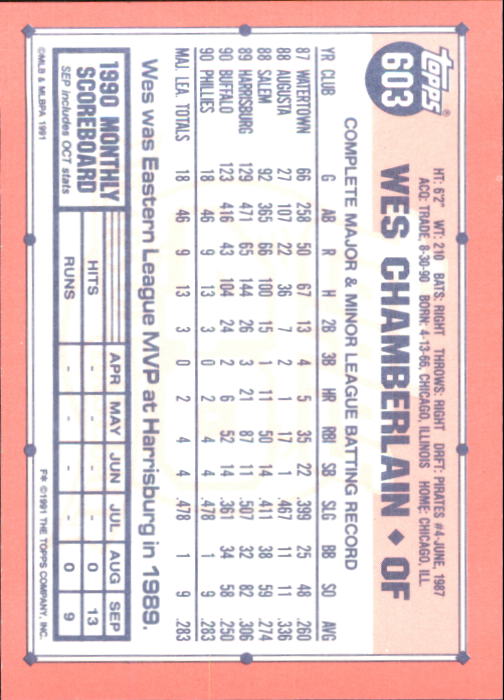 topps®
603
HT: 6'2" WT: 210 BATS: RIGHT THROWS: RIGHT DRFT: PIRATES #4-JUNE, 1987
ACQ: TRADE, 8-30-90 BORN: 4-13-66, CHICAGO, ILLINOIS HOME: CHICAGO, ILL.
WES CHAMBERLAIN ♦ OF
COMPLETE MAJOR & MINOR LEAGUE BATTING RECORD
YR CLUB G AB R H 2B 3B HR RBI SB SLG BB SO AVG
87 WATERTOWN 66 258 50 67 13 4 5 35 22 .399 25 48 .260
88 AUGUSTA 27 107 22 36 7 2 1 17 1 .467 11 11 .336
88 SALEM 92 365 66 100 15 1 11 50 14 .411 38 59 .274
89 HARRISBURG 129 471 65 144 26 3 21 87 11 .507 32 82 .306
90 BUFFALO 123 416 43 104 24 2 6 52 14 .361 34 58 .250
90 PHILLIES 18 46 9 13 3 0 2 4 4 .478 1 9 .283
MAJ. LEA. TOTALS 18 46 9 13 3 0 2 4 4 .478 1 9 .283
Wes was Eastern League MVP at Harrisburg in 1989.
1990 MONTHLY
SCOREBOARD
SEP includes OCT stats
APR MAY JUN JUL AUG SEP
HITS - - - - 0 13
RUNS - - - - 0 9
©MLB & MLBPA 1991
F* ©1991 THE TOPPS COMPANY, INC.